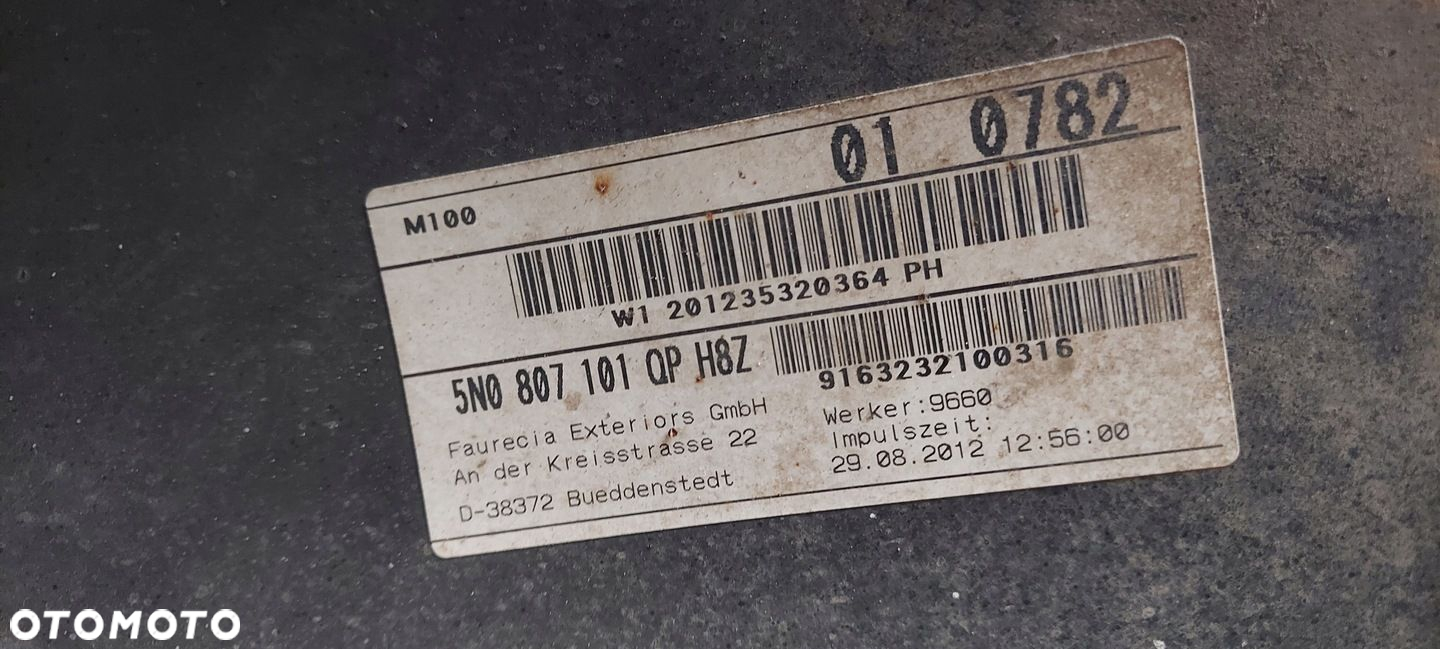 01 0782
M100
W1 201235320364 PH
5N0 807 101 QP H8Z
9163232100316
Faurecia Exteriors GmbH
An der Kreisstrasse 22
D-38372 Bueddenstedt
Werker:9660
Impulszeit:
29.08.2012 12:56:00
OTOMOTO